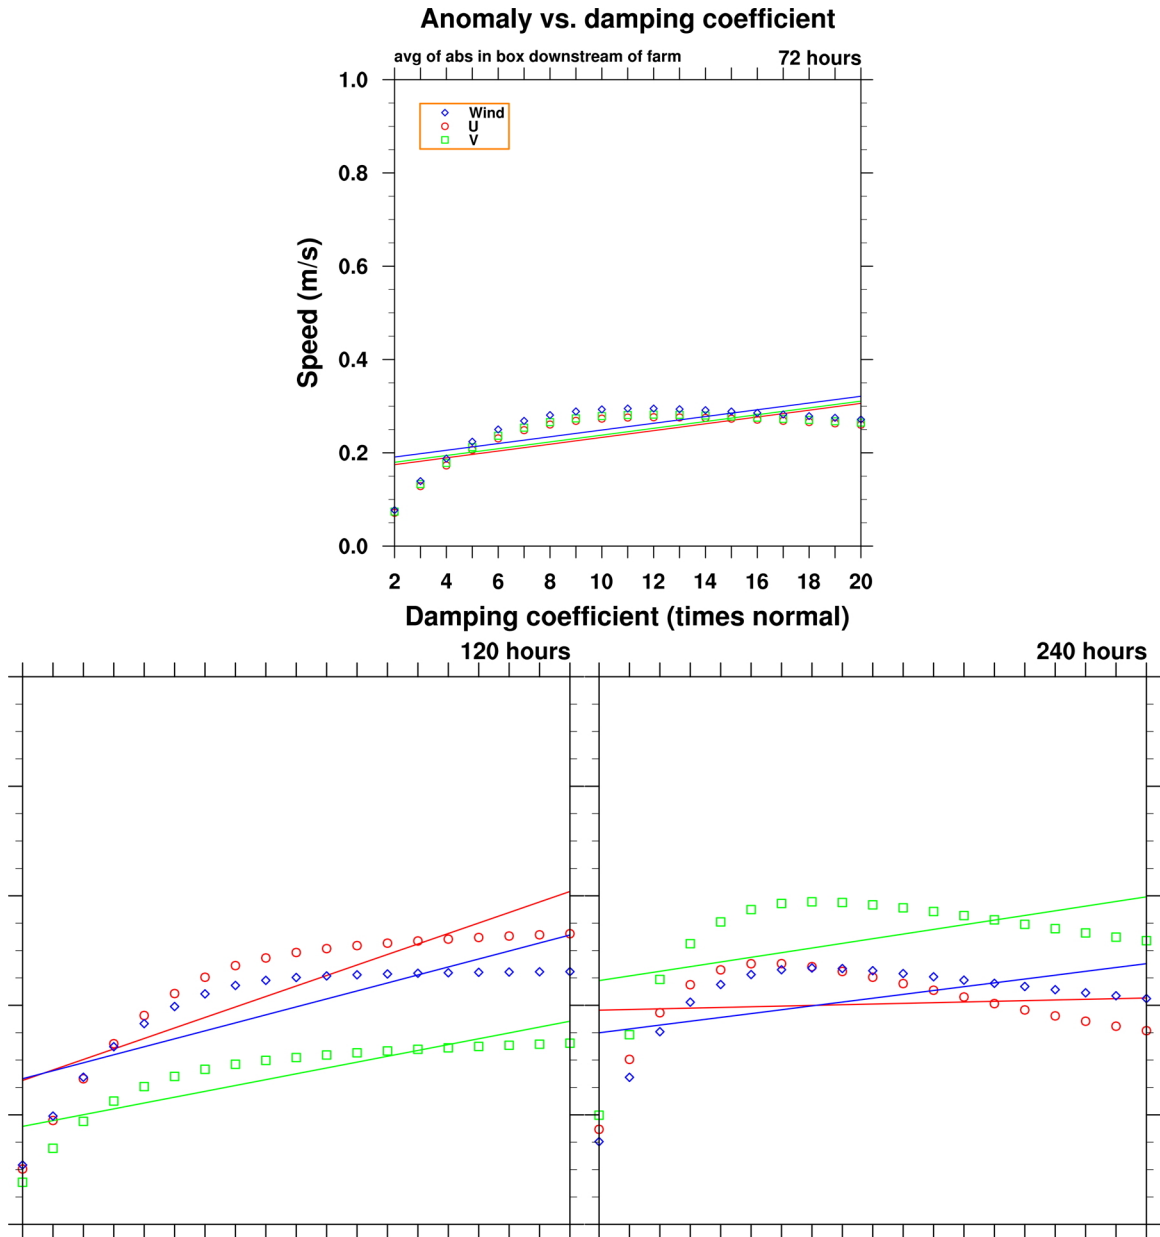 Anomaly vs. damping coefficient
avg of abs in box downstream of farm 72 hours
1.0
Wind
U
V
0.8
0.6
Speed (m/s)
0.4
0.2
0.0
2 4 6 8 10 12 14 16 18 20
Damping coefficient (times normal)
120 hours 240 hours